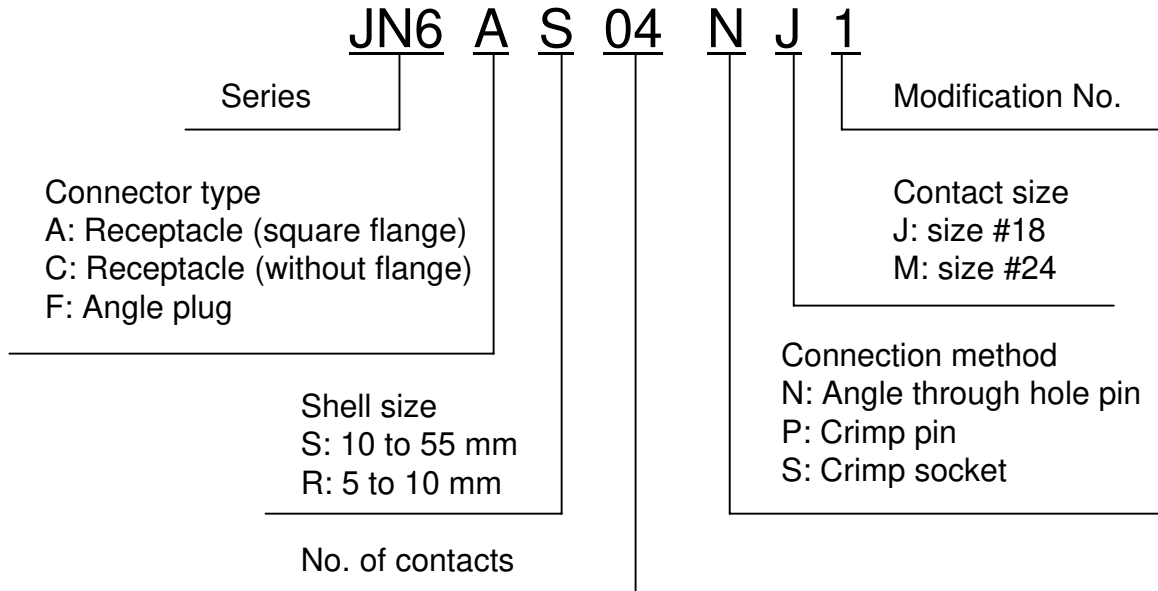 JN6 A S 04 N J 1
Series
Modification No.
Connector type
A: Receptacle (square flange)
C: Receptacle (without flange)
F: Angle plug
Contact size
J: size #18
M: size #24
Connection method
N: Angle through hole pin
P: Crimp pin
S: Crimp socket
Shell size
S: 10 to 55 mm
R: 5 to 10 mm
No. of contacts